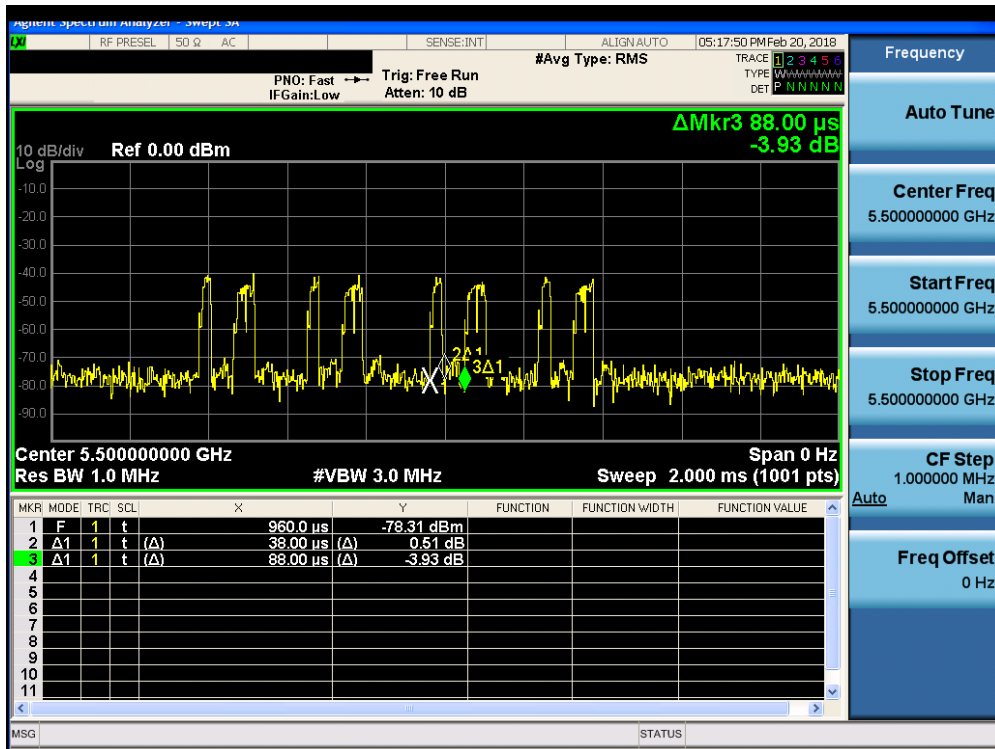 Agilent Spectrum Analyzer - Swept SA
LXI RF PRESEL 50 Ω AC SENSE:INT ALIGN AUTO 05:17:50 PM Feb 20, 2018
#Avg Type: RMS TRACE 1 2 3 4 5 6
PNO: Fast Trig: Free Run TYPE WWWWWW
IFGain:Low Atten: 10 dB DET P N N N N N
ΔMkr3 88.00 µs
-3.93 dB
10 dB/div Ref 0.00 dBm
Log
-10.0
-20.0
-30.0
-40.0
-50.0
-60.0
-70.0
-80.0
-90.0
X
2Δ1
3Δ1
Center 5.500000000 GHz Span 0 Hz
Res BW 1.0 MHz #VBW 3.0 MHz Sweep 2.000 ms (1001 pts)
MKR MODE TRC SCL X Y FUNCTION FUNCTION WIDTH FUNCTION VALUE
1 F 1 t 960.0 µs -78.31 dBm
2 Δ1 1 t (Δ) 38.00 µs (Δ) 0.51 dB
3 Δ1 1 t (Δ) 88.00 µs (Δ) -3.93 dB
4
5
6
7
8
9
10
11
MSG STATUS
Frequency
Auto Tune
Center Freq
5.500000000 GHz
Start Freq
5.500000000 GHz
Stop Freq
5.500000000 GHz
CF Step
1.000000 MHz
Auto Man
Freq Offset
0 Hz